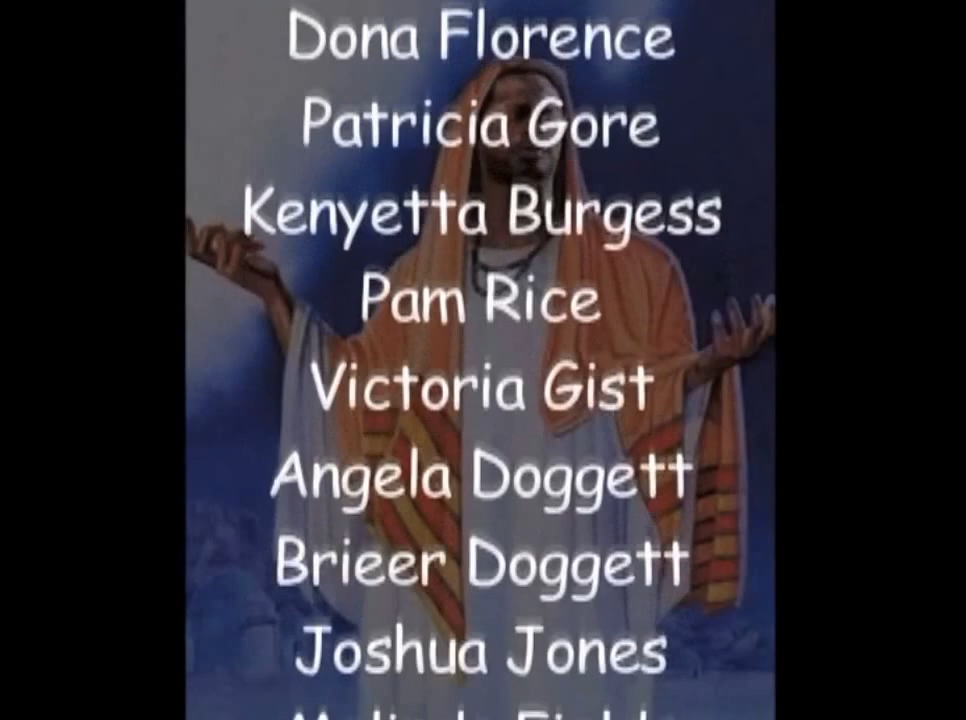 Dona Florence
Patricia Gore
Kenyetta Burgess
Pam Rice
Victoria Gist
Angela Doggett
Brieer Doggett
Joshua Jones